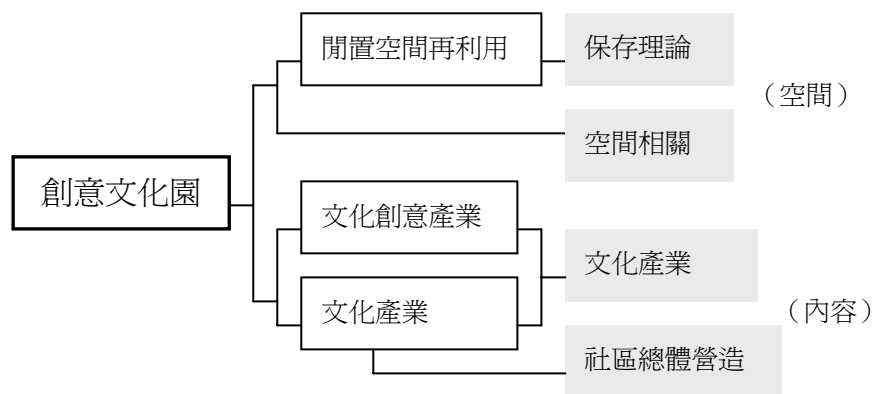 閒置空間再利用
保存理論
（空間）
空間相關
創意文化園
文化創意產業
文化產業
文化產業
（內容）
社區總體營造